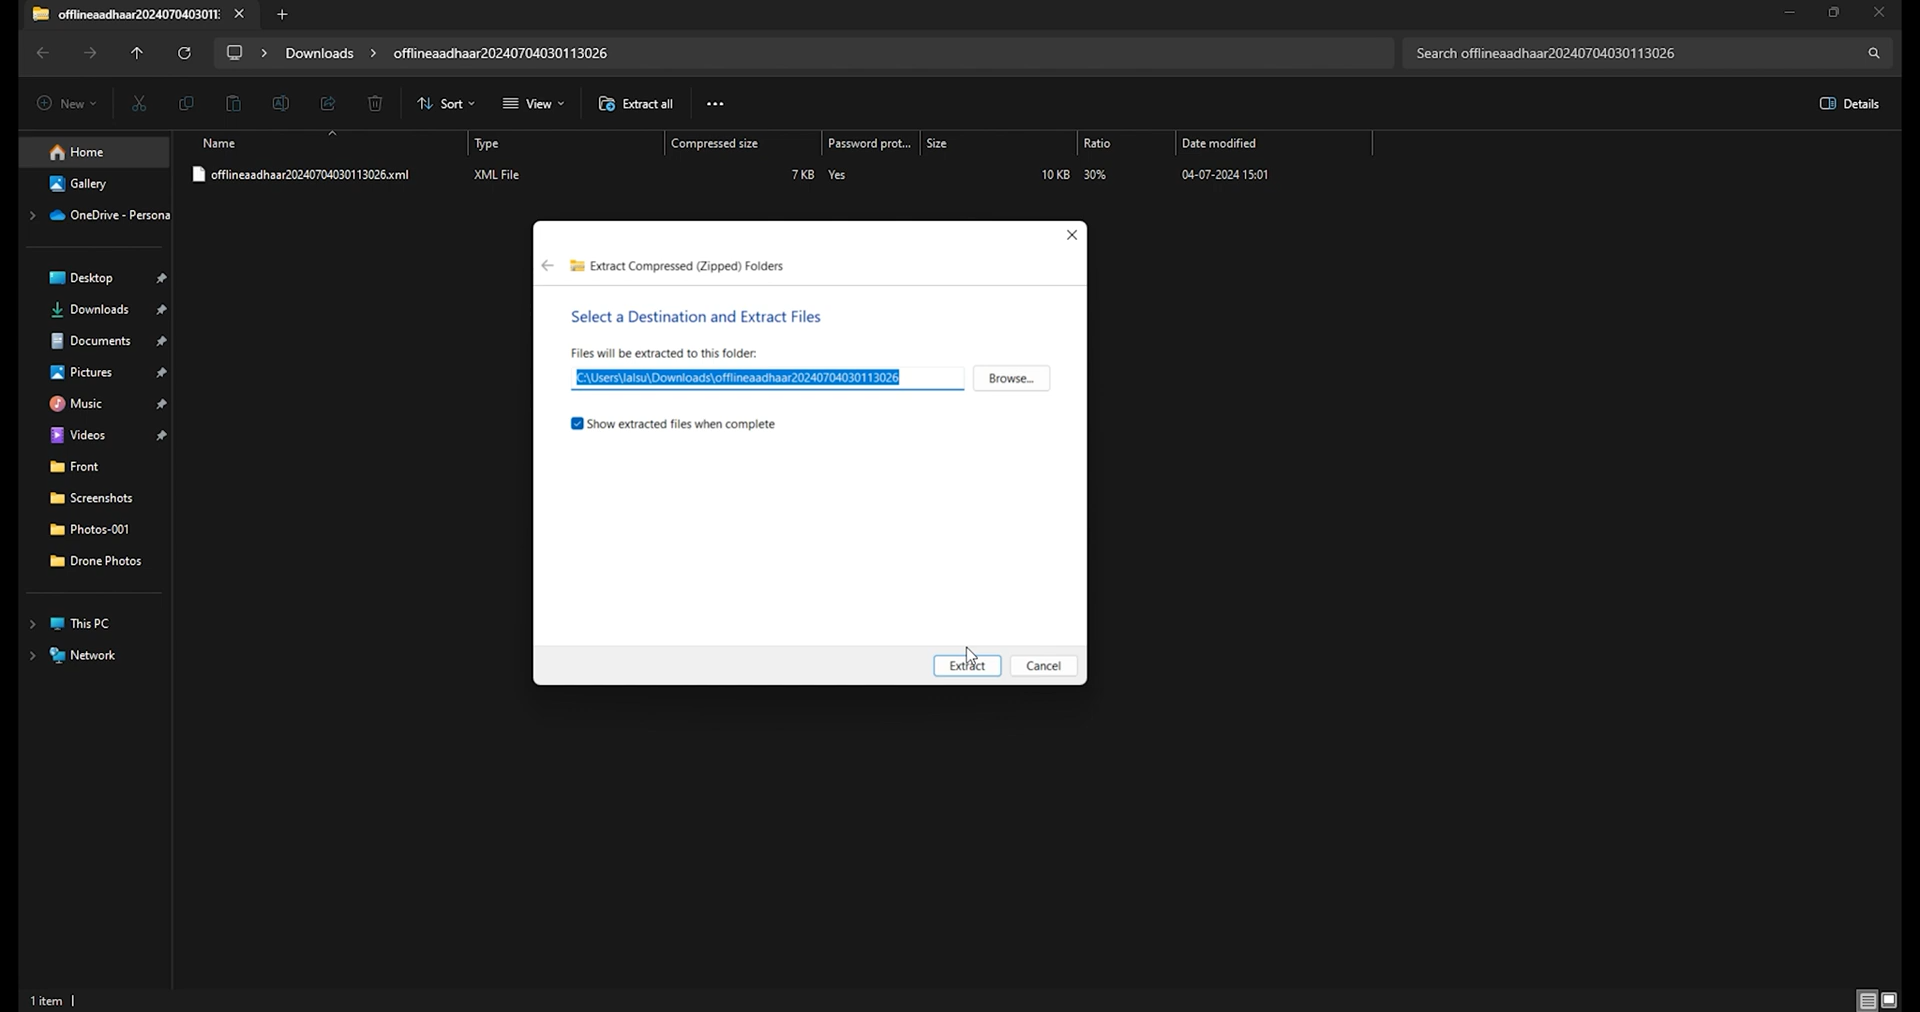 offlineaadhaar2024070403011:
Downloads > offlineaadhaar20240704030113026
Search offlineaadhaar20240704030113026
New
Sort
View
Extract all
Details
Name Type Compressed size Password prot... Size Ratio Date modified
offlineaadhaar20240704030113026.xml XML File 7 KB Yes 10 KB 30% 04-07-2024 15:01
Home
Gallery
OneDrive - Persona
Desktop
Downloads
Documents
Pictures
Music
Videos
Front
Screenshots
Photos-001
Drone Photos
This PC
Network
Extract Compressed (Zipped) Folders
Select a Destination and Extract Files
Files will be extracted to this folder:
C:\Users\lalsu\Downloads\offlineaadhaar20240704030113026
Browse...
Show extracted files when complete
Extract Cancel
1 item